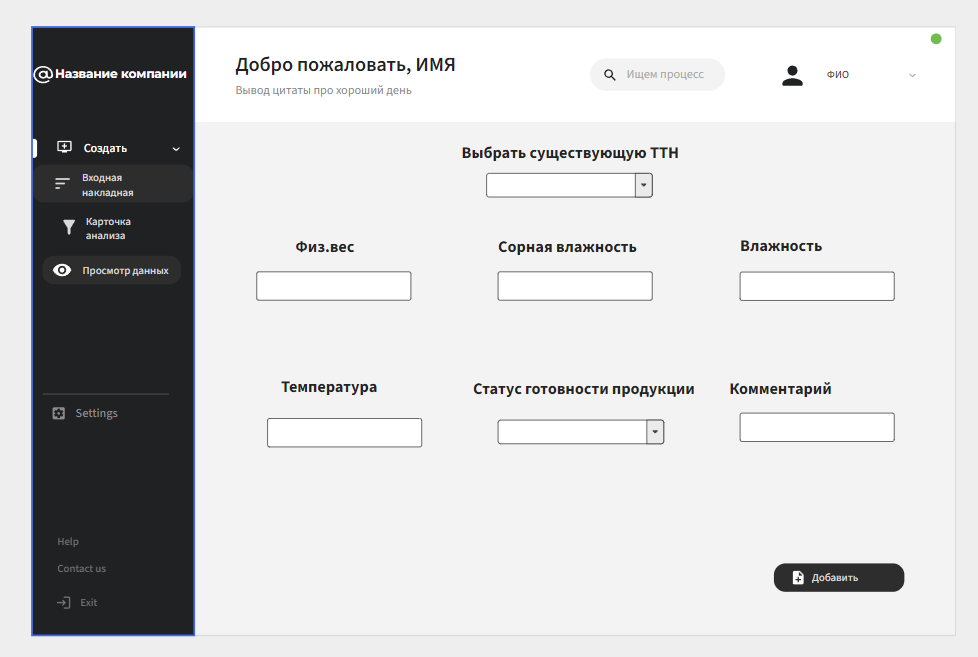 @Название компании
Создать
Входная
накладная
Карточка
анализа
Просмотр данных
Settings
Help
Contact us
Exit
Добро пожаловать, ИМЯ
Вывод цитаты про хороший день
Ищем процесс
ФИО
Выбрать существующую ТТН
Физ.вес
Сорная влажность
Влажность
Температура
Статус готовности продукции
Комментарий
Добавить